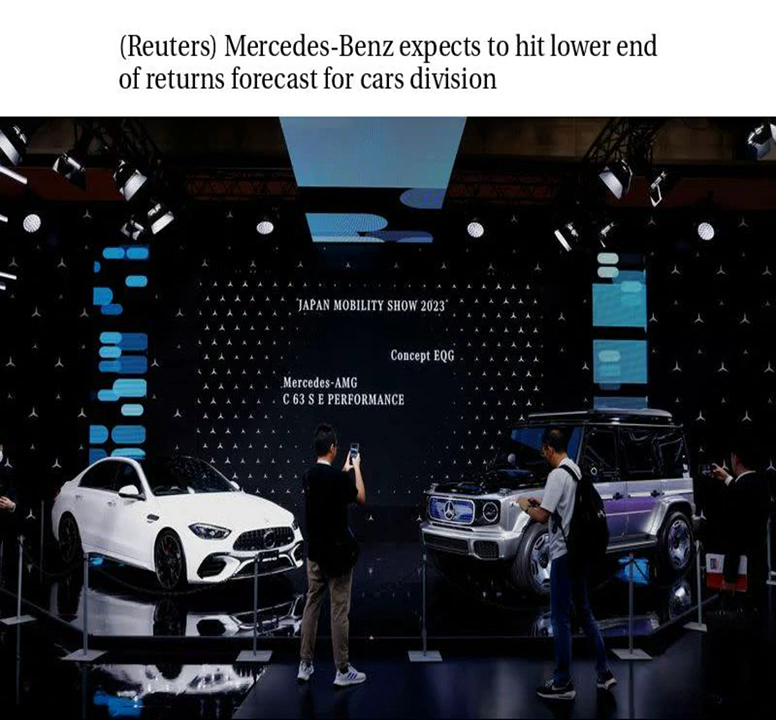 (Reuters) Mercedes-Benz expects to hit lower end
of returns forecast for cars division
JAPAN MOBILITY SHOW 2023
Concept EQG
Mercedes-AMG
C 63 S E PERFORMANCE